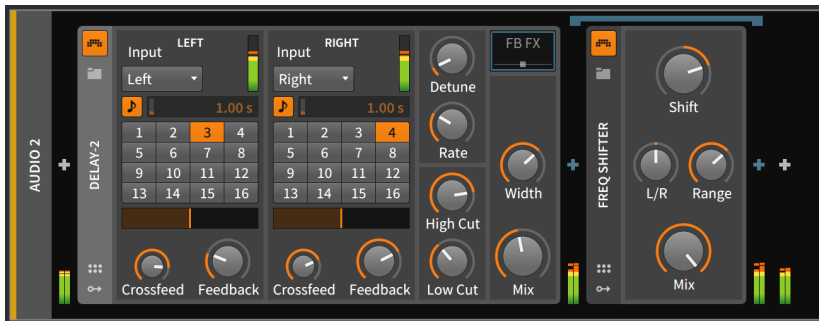 AUDIO 2
DELAY-2
LEFT
Input
Left
1.00 s
1 2 3 4
5 6 7 8
9 10 11 12
13 14 15 16
Crossfeed Feedback
RIGHT
Input
Right
1.00 s
1 2 3 4
5 6 7 8
9 10 11 12
13 14 15 16
Crossfeed Feedback
Detune
Rate
High Cut
Low Cut
FB FX
Width
Mix
FREQ SHIFTER
Shift
L/R Range
Mix